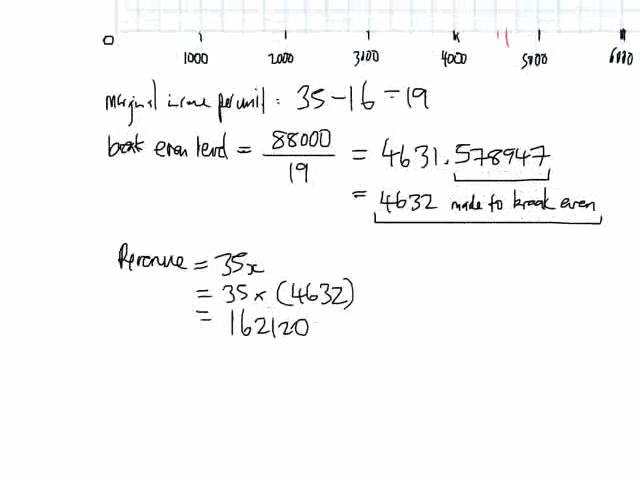 0 1000 2000 3000 4000 5000 6000
marginal income per unit: 35 - 16 = 19
break even level = 88000 / 19 = 4631.578947
= 4632 made to break even
Revenue = 35x
= 35 x (4632)
= 162120